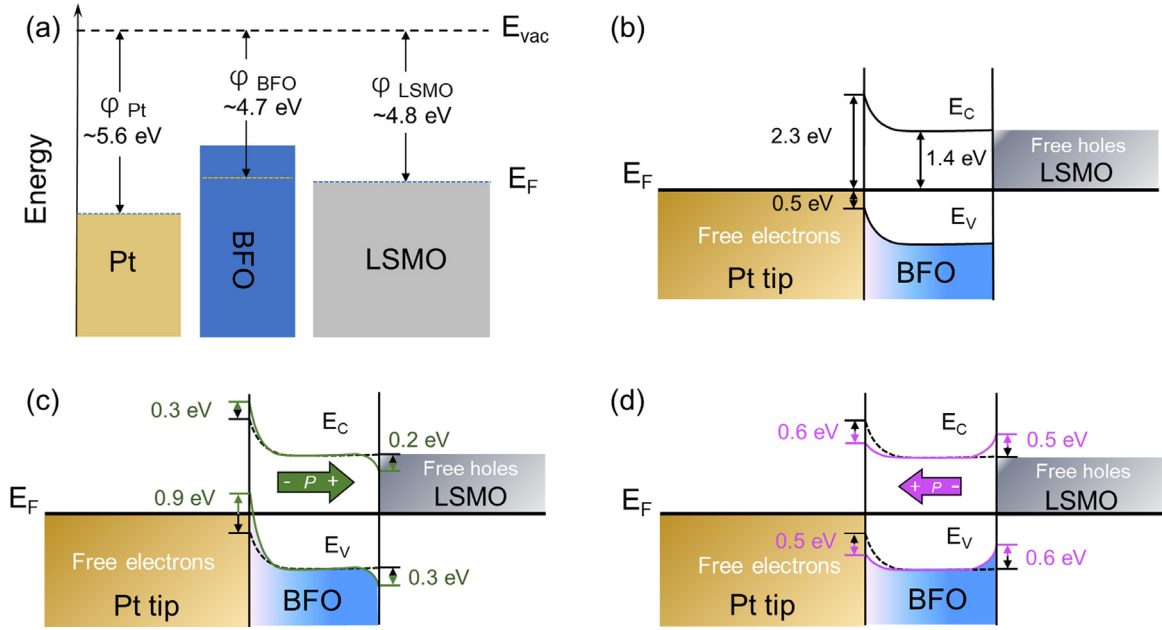 (a)
Energy
E_vac
φ_Pt
~5.6 eV
φ_BFO
~4.7 eV
φ_LSMO
~4.8 eV
E_F
Pt
BFO
LSMO
(b)
2.3 eV
E_C
1.4 eV
Free holes
LSMO
E_F
0.5 eV
E_V
Free electrons
Pt tip
BFO
(c)
0.3 eV
E_C
0.2 eV
- P +
Free holes
LSMO
0.9 eV
E_F
E_V
Free electrons
0.3 eV
Pt tip
BFO
(d)
0.6 eV
E_C
0.5 eV
+ P -
Free holes
LSMO
E_F
0.5 eV
E_V
Free electrons
0.6 eV
Pt tip
BFO